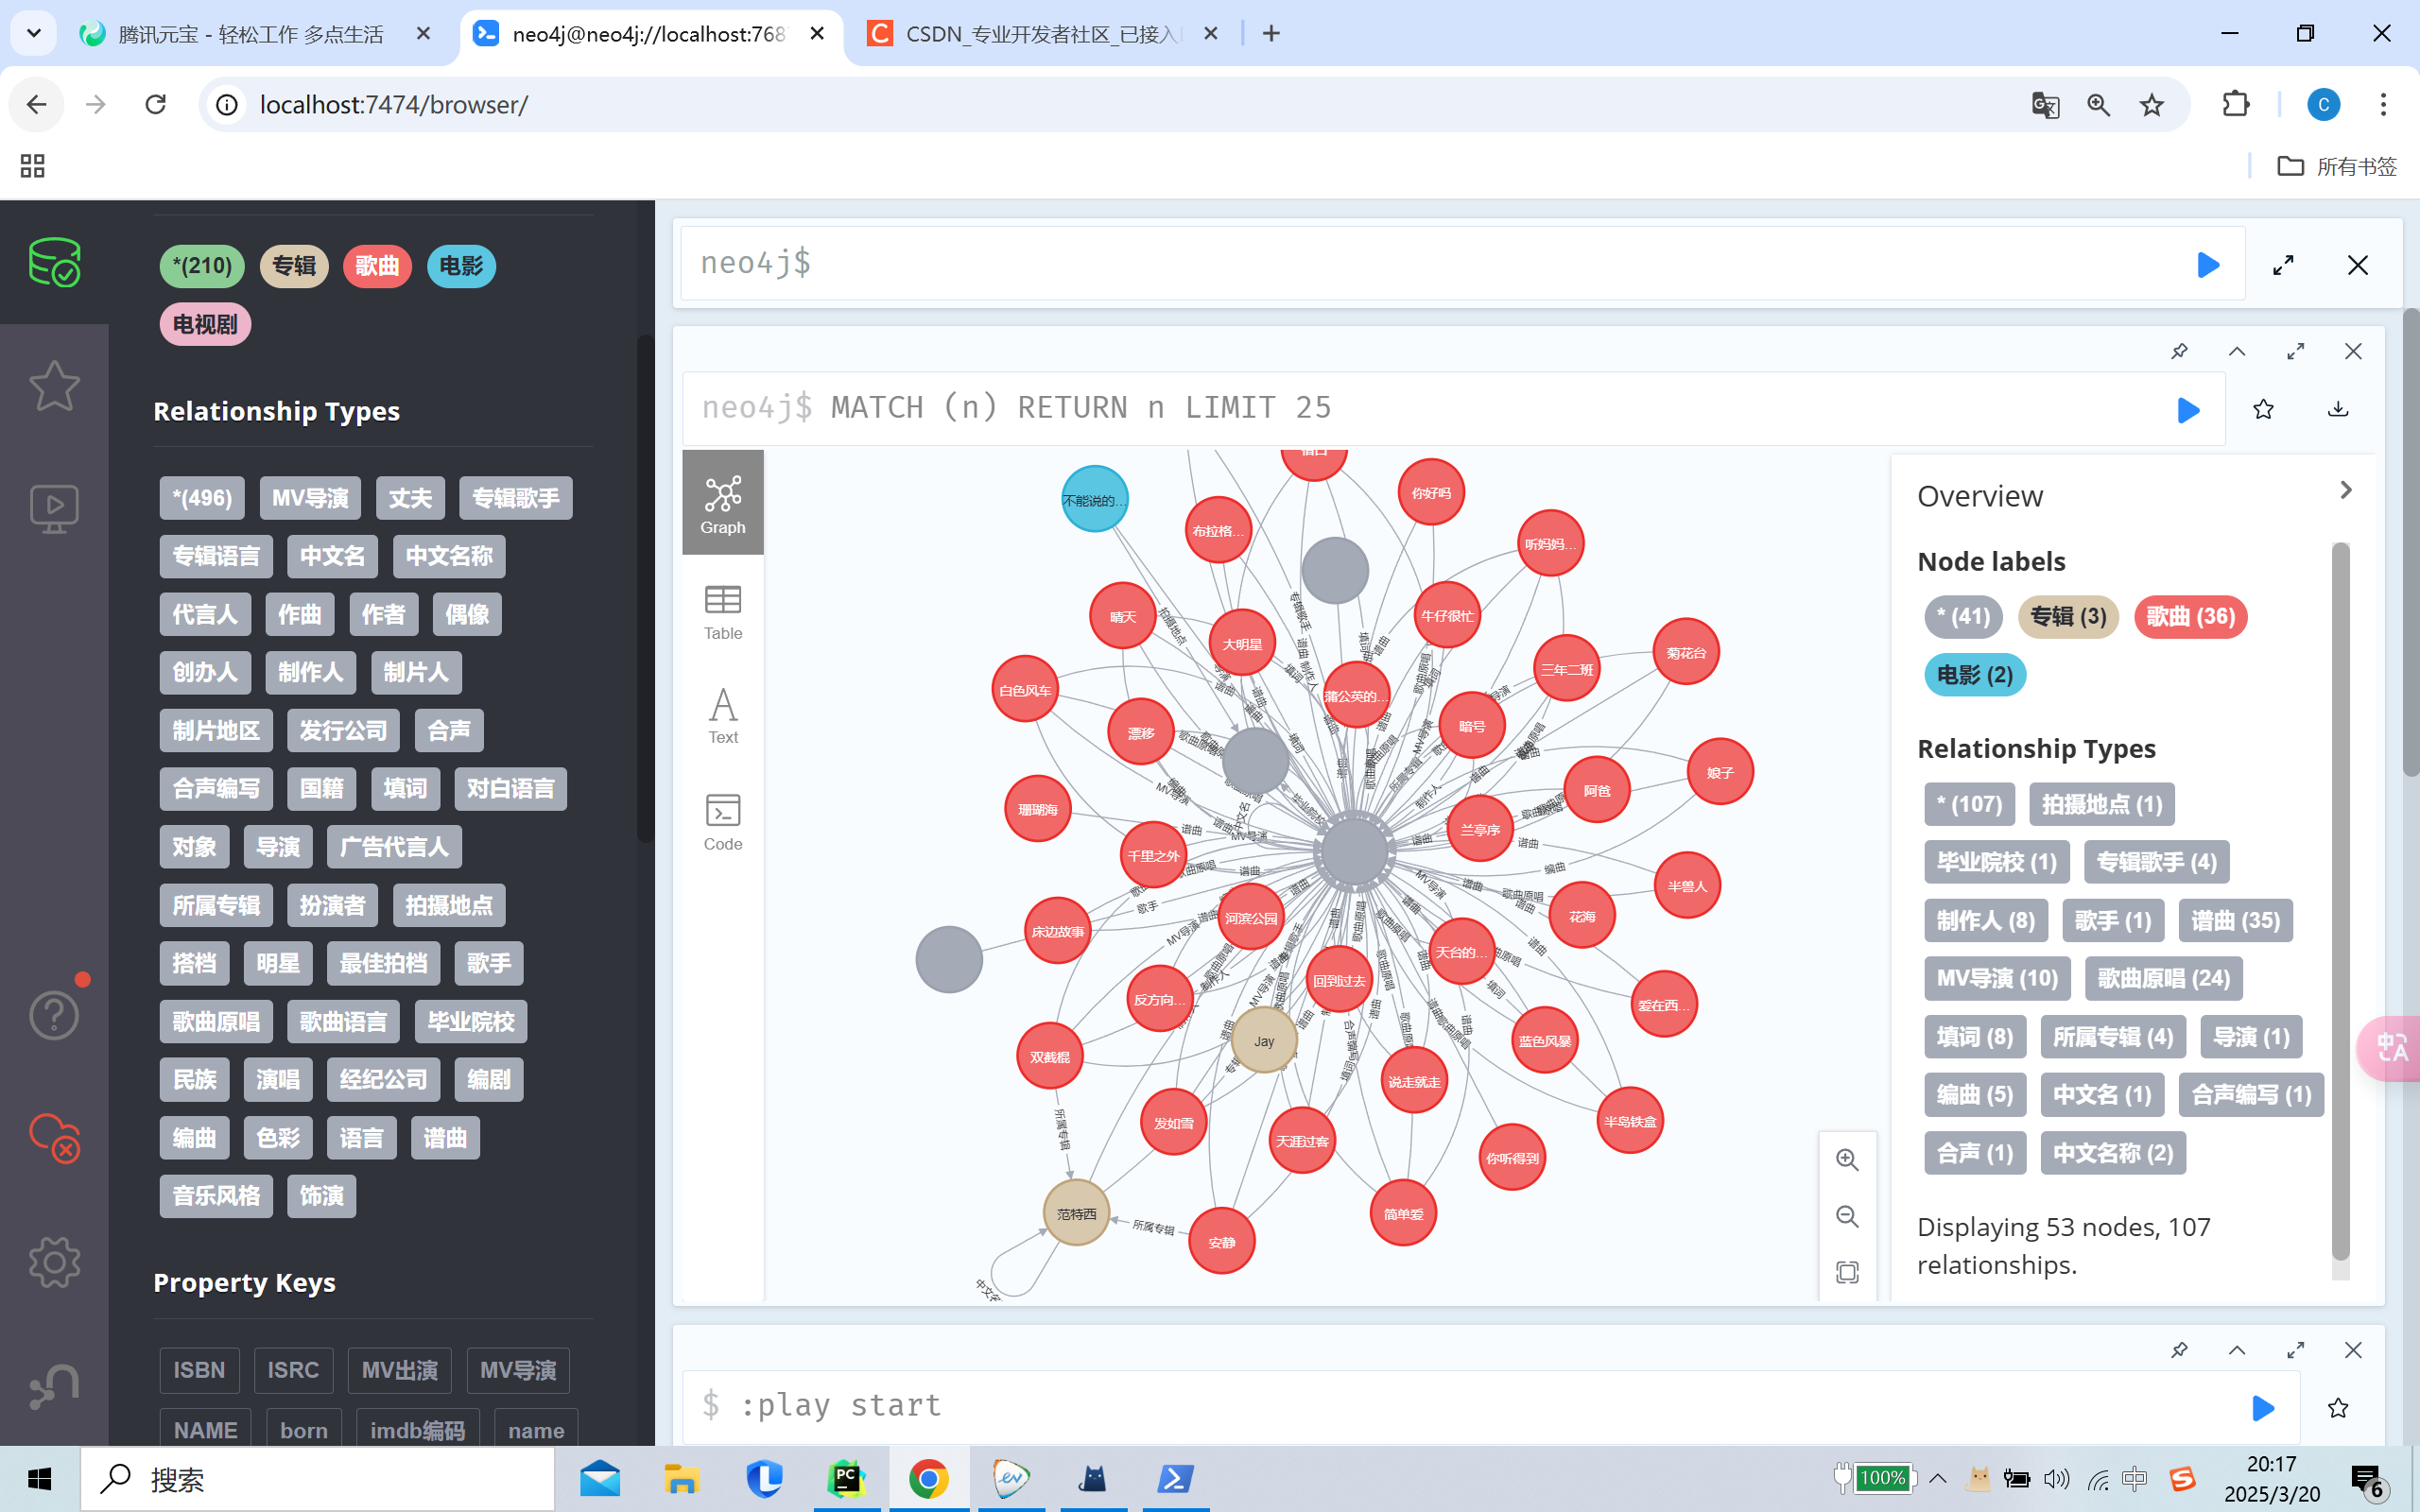 腾讯元宝 - 轻松工作 多点生活
neo4j@neo4j://localhost:768
CSDN_专业开发者社区_已接入
localhost:7474/browser/
C
所有书签
*(210) 专辑 歌曲 电影
电视剧
Relationship Types
*(496) MV导演 丈夫 专辑歌手
专辑语言 中文名 中文名称
代言人 作曲 作者 偶像
创办人 制作人 制片人
制片地区 发行公司 合声
合声编写 国籍 填词 对白语言
对象 导演 广告代言人
所属专辑 扮演者 拍摄地点
搭档 明星 最佳拍档 歌手
歌曲原唱 歌曲语言 毕业院校
民族 演唱 经纪公司 编剧
编曲 色彩 语言 谱曲
音乐风格 饰演
Property Keys
ISBN ISRC MV出演 MV导演
NAME born imdb编码 name
neo4j$
neo4j$ MATCH (n) RETURN n LIMIT 25
Graph
Table
Text
Code
不能说的...
你好吗
布拉格...
听妈妈...
晴天
大明星
牛仔很忙
菊花台
三年二班
白色风车
蒲公英的...
漂移
暗号
娘子
阿爸
珊瑚海
兰亭序
千里之外
半兽人
河滨公园
花海
床边故事
天台的...
回到过去
反方向...
爱在西...
Jay
蓝色风暴
双截棍
说走就走
发如雪
天涯过客
半岛铁盒
你听得到
范特西
简单爱
安静
所属专辑
所属专辑
拍摄地点
毕业院校
歌手
编曲
Overview
Node labels
* (41) 专辑 (3) 歌曲 (36)
电影 (2)
Relationship Types
* (107) 拍摄地点 (1)
毕业院校 (1) 专辑歌手 (4)
制作人 (8) 歌手 (1) 谱曲 (35)
MV导演 (10) 歌曲原唱 (24)
填词 (8) 所属专辑 (4) 导演 (1)
编曲 (5) 中文名 (1) 合声编写 (1)
合声 (1) 中文名称 (2)
Displaying 53 nodes, 107
relationships.
$ :play start
搜索
100%
中
20:17
2025/3/20
6